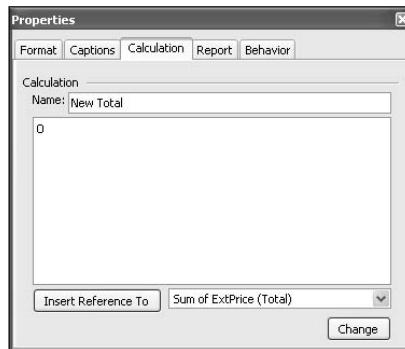 Properties
Format Captions Calculation Report Behavior
Calculation
Name: New Total
0
Insert Reference To Sum of ExtPrice (Total)
Change